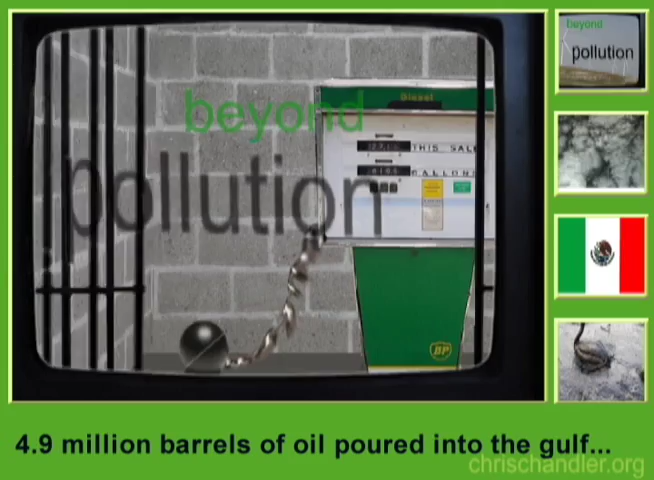 beyond
pollution
Diesel
THIS SALE
GALLONS
BP
beyond
pollution
4.9 million barrels of oil poured into the gulf...
chrischandler.org